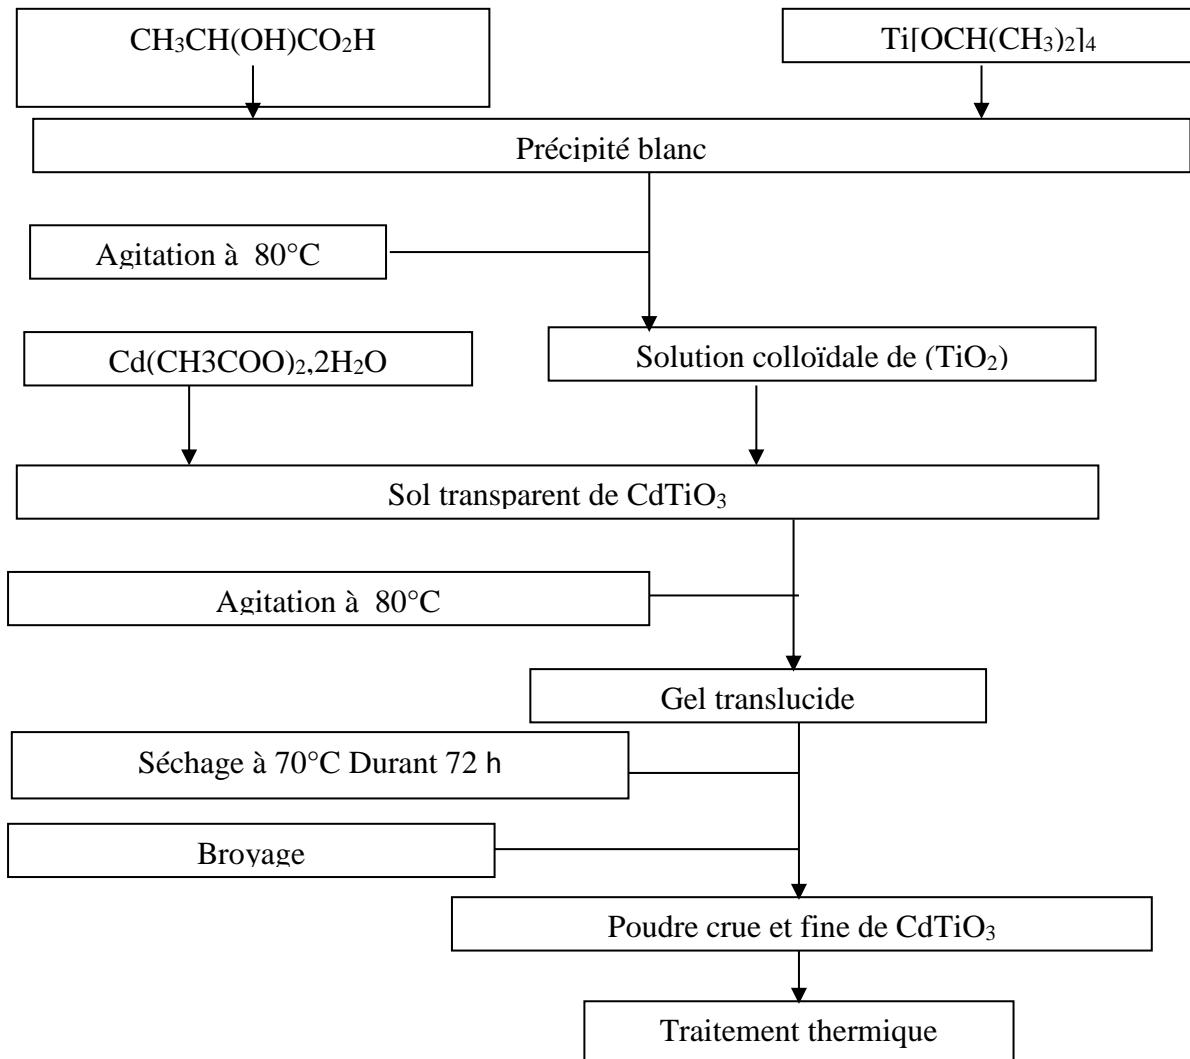 CH₃CH(OH)CO₂H
Ti[OCH(CH₃)₂]₄
Précipité blanc
Agitation à 80°C
Cd(CH3COO)₂,2H₂O
Solution colloïdale de (TiO₂)
Sol transparent de CdTiO₃
Agitation à 80°C
Gel translucide
Séchage à 70°C Durant 72 h
Broyage
Poudre crue et fine de CdTiO₃
Traitement thermique